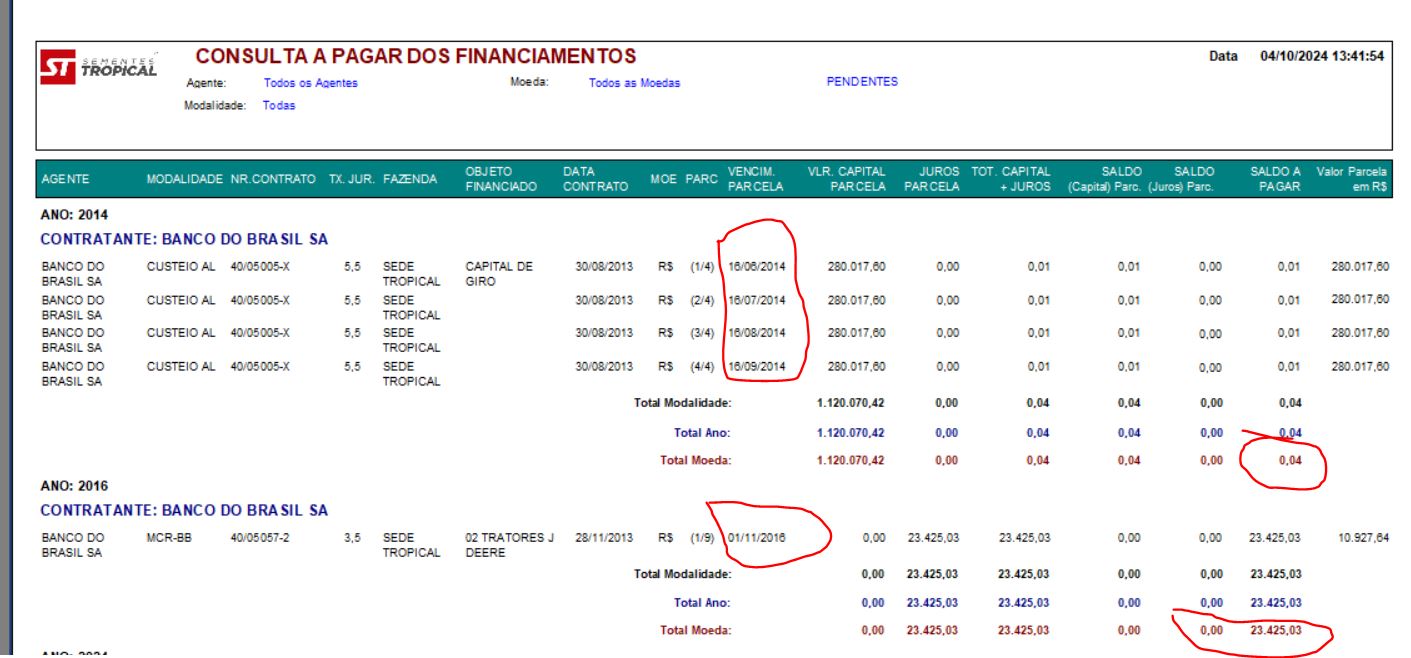 ST SEMENTES TROPICAL
CONSULTA A PAGAR DOS FINANCIAMENTOS
Data 04/10/2024 13:41:54
Agente: Todos os Agentes Moeda: Todos as Moedas PENDENTES
Modalidade: Todas
AGENTE MODALIDADE NR.CONTRATO TX. JUR. FAZENDA OBJETO FINANCIADO DATA CONTRATO MOE PARC VENCIM. PARCELA VLR. CAPITAL PARCELA JUROS PARCELA TOT. CAPITAL + JUROS SALDO (Capital) Parc. SALDO (Juros) Parc. SALDO A PAGAR Valor Parcela em R$
ANO: 2014
CONTRATANTE: BANCO DO BRASIL SA
BANCO DO BRASIL SA CUSTEIO AL 40/05005-X 5,5 SEDE TROPICAL CAPITAL DE GIRO 30/08/2013 R$ (1/4) 16/06/2014 280.017,60 0,00 0,01 0,01 0,00 0,01 280.017,60
BANCO DO BRASIL SA CUSTEIO AL 40/05005-X 5,5 SEDE TROPICAL 30/08/2013 R$ (2/4) 16/07/2014 280.017,60 0,00 0,01 0,01 0,00 0,01 280.017,60
BANCO DO BRASIL SA CUSTEIO AL 40/05005-X 5,5 SEDE TROPICAL 30/08/2013 R$ (3/4) 16/08/2014 280.017,60 0,00 0,01 0,01 0,00 0,01 280.017,60
BANCO DO BRASIL SA CUSTEIO AL 40/05005-X 5,5 SEDE TROPICAL 30/08/2013 R$ (4/4) 16/09/2014 280.017,60 0,00 0,01 0,01 0,00 0,01 280.017,60
Total Modalidade: 1.120.070,42 0,00 0,04 0,04 0,00 0,04
Total Ano: 1.120.070,42 0,00 0,04 0,04 0,00 0,04
Total Moeda: 1.120.070,42 0,00 0,04 0,04 0,00 0,04
ANO: 2016
CONTRATANTE: BANCO DO BRASIL SA
BANCO DO BRASIL SA MCR-BB 40/05057-2 3,5 SEDE TROPICAL 02 TRATORES J DEERE 28/11/2013 R$ (1/9) 01/11/2016 0,00 23.425,03 23.425,03 0,00 0,00 23.425,03 10.927,64
Total Modalidade: 0,00 23.425,03 23.425,03 0,00 0,00 23.425,03
Total Ano: 0,00 23.425,03 23.425,03 0,00 0,00 23.425,03
Total Moeda: 0,00 23.425,03 23.425,03 0,00 0,00 23.425,03